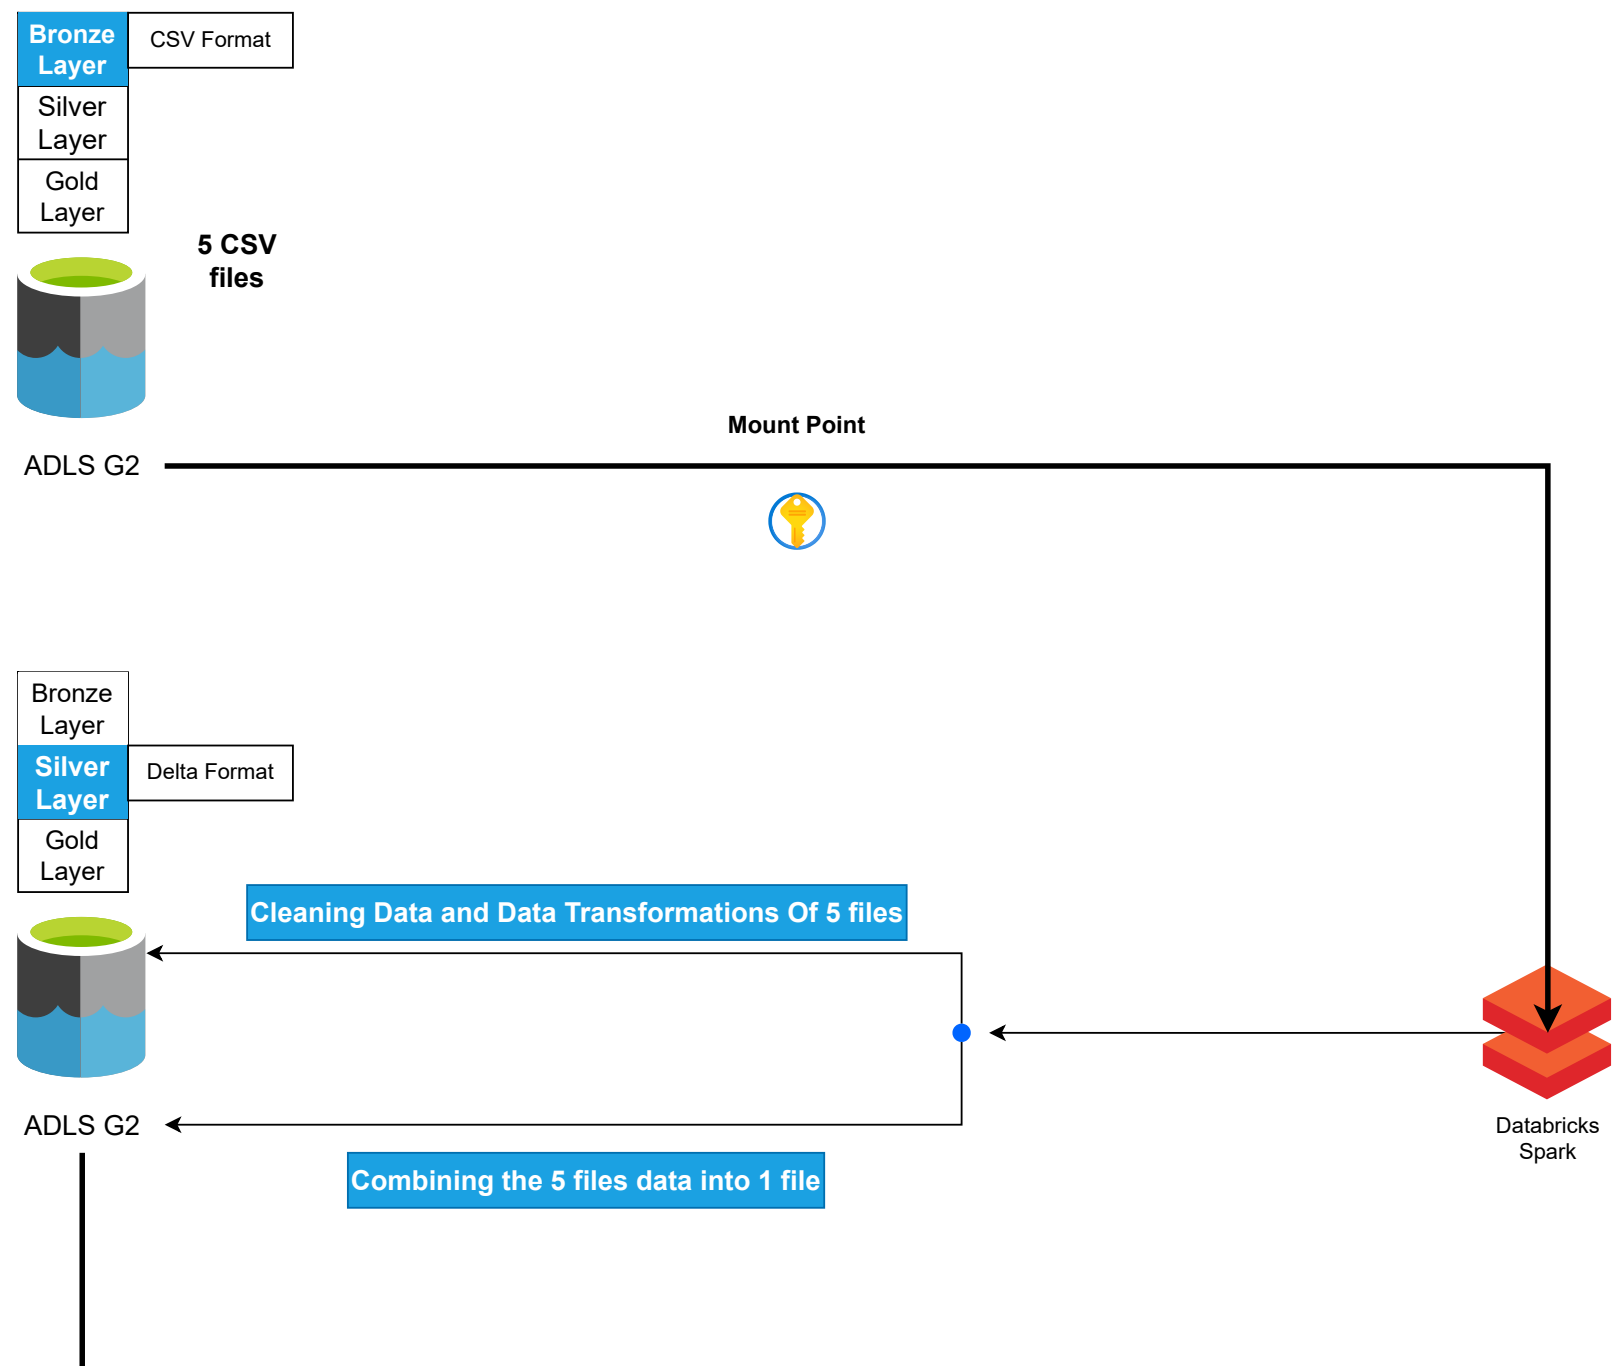 Bronze
Layer
CSV Format
Silver
Layer
Gold
Layer
5 CSV
files
ADLS G2
Mount Point
Bronze
Layer
Silver
Layer
Delta Format
Gold
Layer
Cleaning Data and Data Transformations Of 5 files
ADLS G2
Combining the 5 files data into 1 file
Databricks
Spark